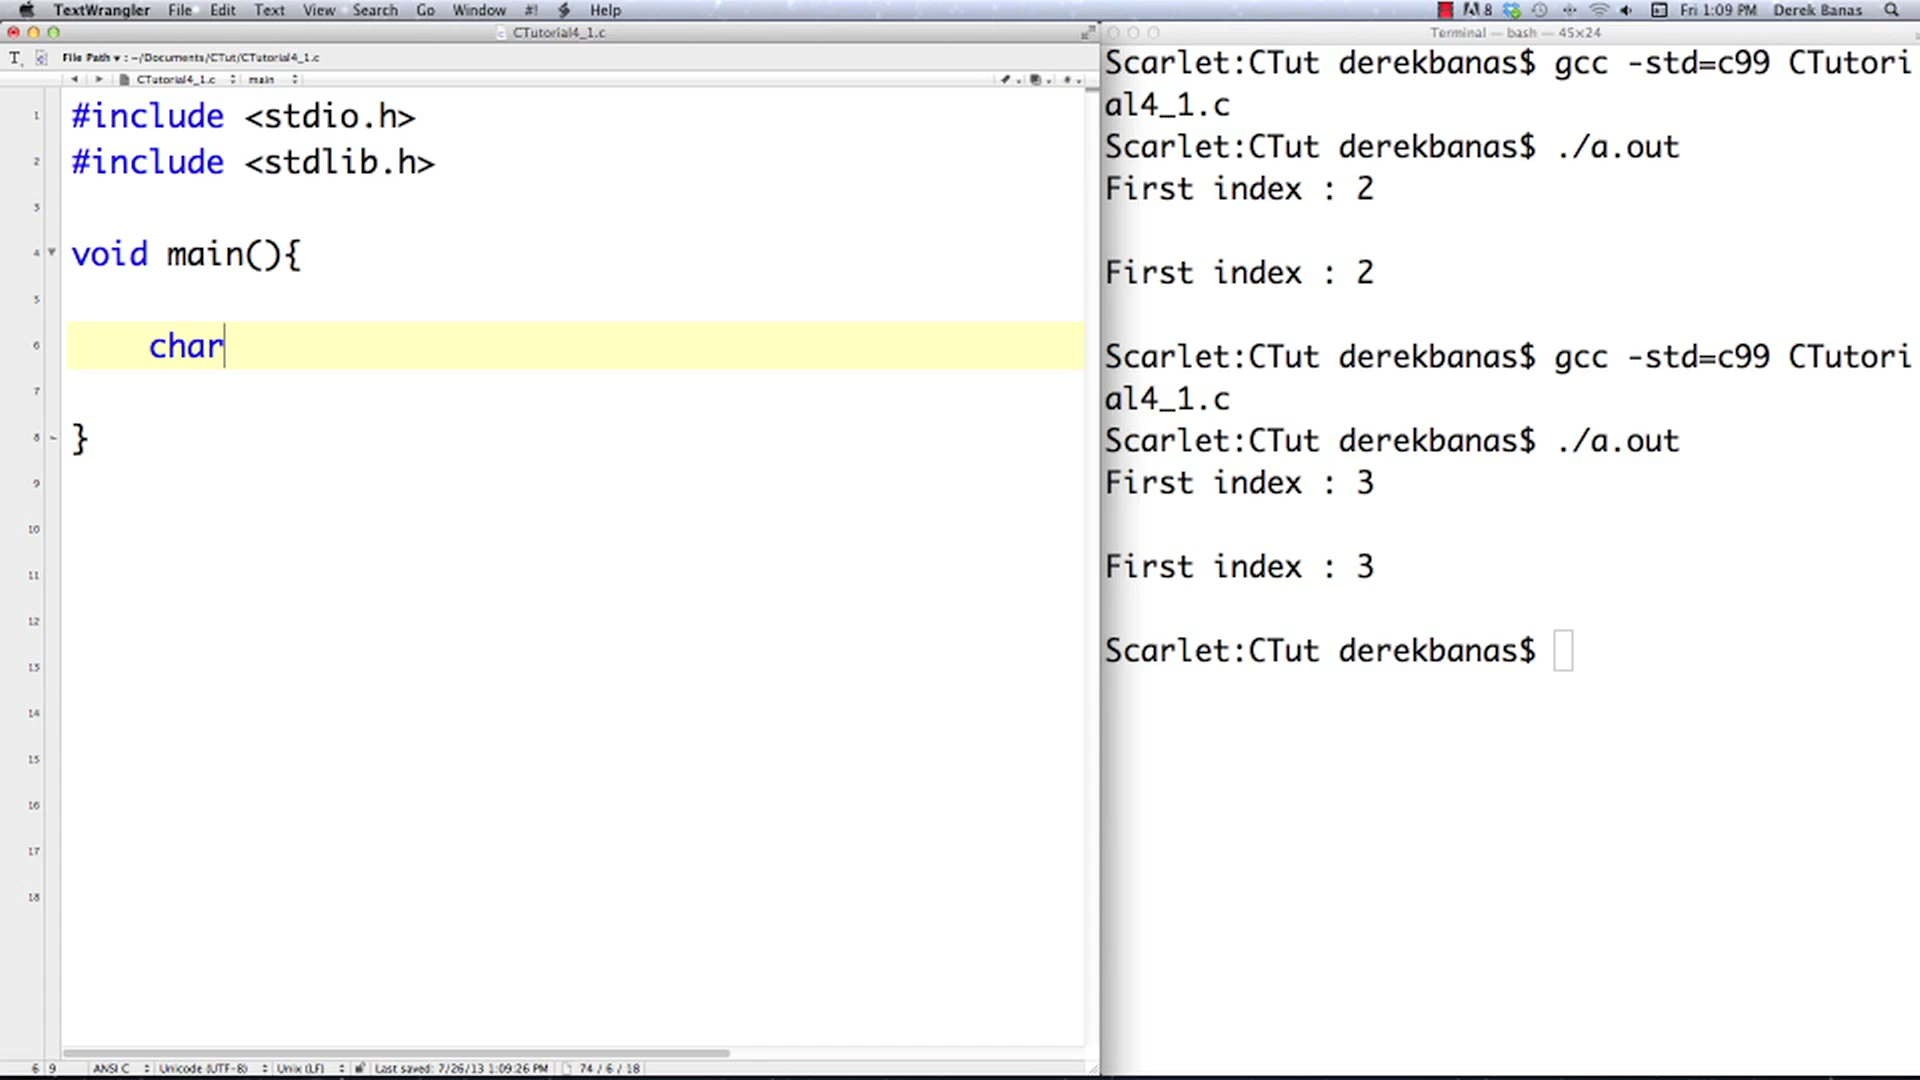 TextWrangler File Edit Text View Search Go Window #! Help 8 Fri 1:09 PM Derek Banas
CTutorial4_1.c
File Path ▾ : ~/Documents/CTut/CTutorial4_1.c
CTutorial4_1.c main
1 #include <stdio.h>
2 #include <stdlib.h>
3
4 void main(){
5
6 char
7
8 }
9
10
11
12
13
14
15
16
17
18
6 9 ANSI C Unicode (UTF-8) Unix (LF) Last saved: 7/26/13 1:09:26 PM 74 / 6 / 18
Terminal — bash — 45×24
Scarlet:CTut derekbanas$ gcc -std=c99 CTutori
al4_1.c
Scarlet:CTut derekbanas$ ./a.out
First index : 2
First index : 2
Scarlet:CTut derekbanas$ gcc -std=c99 CTutori
al4_1.c
Scarlet:CTut derekbanas$ ./a.out
First index : 3
First index : 3
Scarlet:CTut derekbanas$